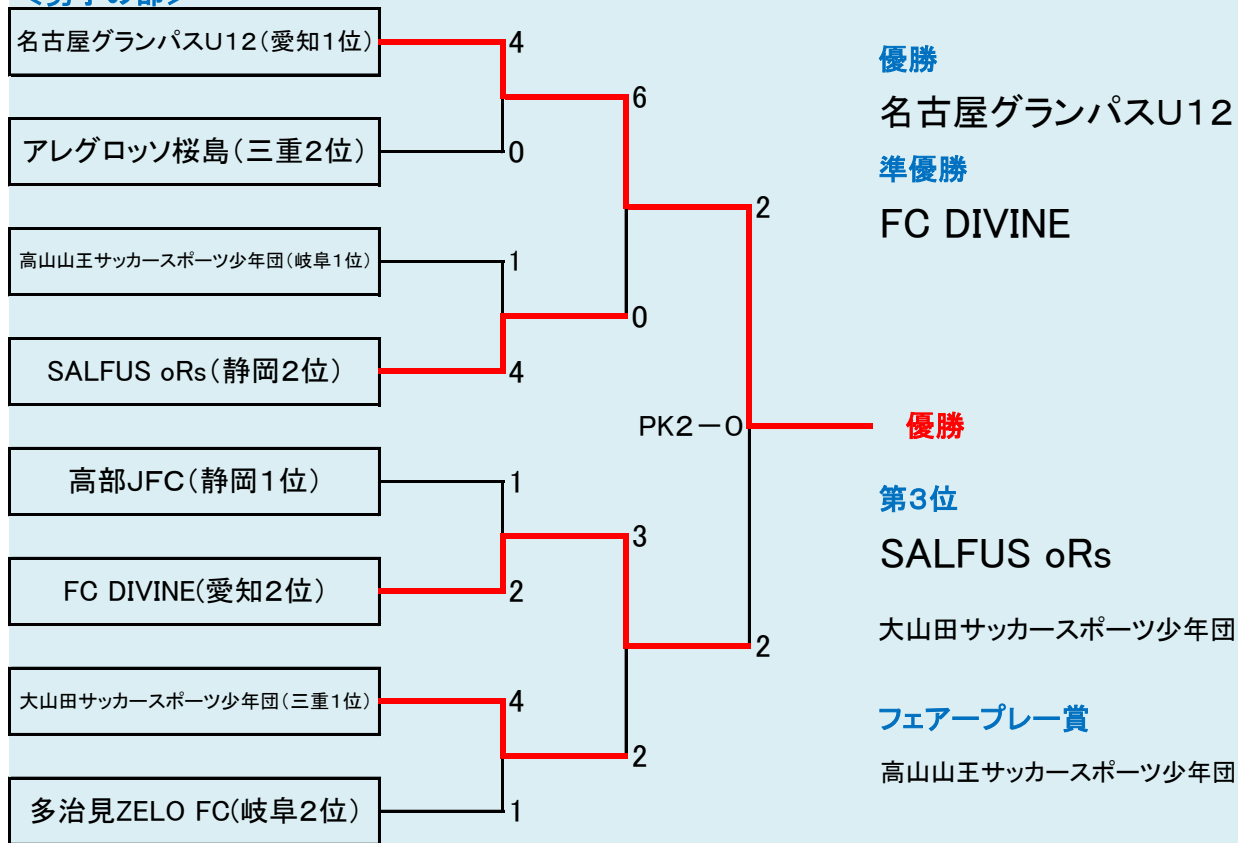 <男子の部>
名古屋グランパスU12(愛知1位)
4
6
アレグロッソ桜島(三重2位)
0
2
高山山王サッカースポーツ少年団(岐阜1位)
1
0
SALFUS oRs(静岡2位)
4
PK2-0
優勝
高部JFC(静岡1位)
1
3
FC DIVINE(愛知2位)
2
2
大山田サッカースポーツ少年団(三重1位)
4
2
多治見ZELO FC(岐阜2位)
1
優勝
名古屋グランパスU12
準優勝
FC DIVINE
第3位
SALFUS oRs
大山田サッカースポーツ少年団
フェアープレー賞
高山山王サッカースポーツ少年団